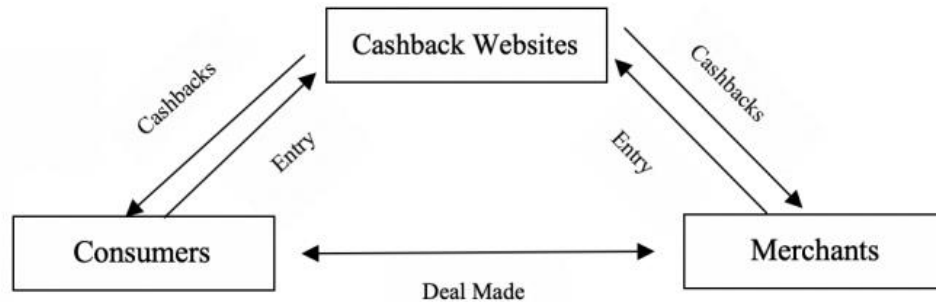 Cashback Websites
Cashbacks
Cashbacks
Entry
Entry
Consumers
Merchants
Deal Made